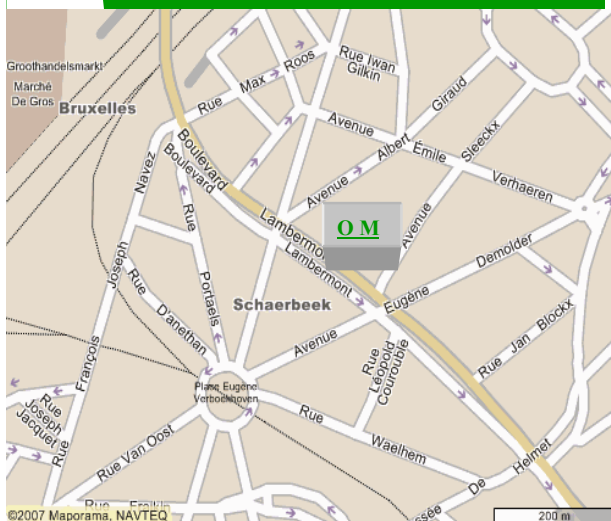 Groothandelsmarkt
Marché
De Gros
Bruxelles
Rue Max Roos
Rue Iwan
Gilkin
Avenue Albert Giraud
Avenue Émile Verhaeren
Avenue Sleeckx
Boulevard Lambermont
Boulevard Lambermont
O M
Rue François Joseph Navez
Rue Portaels
Rue D'anethan
Schaerbeek
Avenue Eugène Demolder
Rue Jan Blockx
Rue
Léopold
Courouble
Place Eugène
Verboekhoven
Rue
Joseph
Jacquet
Rue Van Oost
Rue Waelhem
De Helmet
Rue
©2007 Maporama, NAVTEQ
200 m